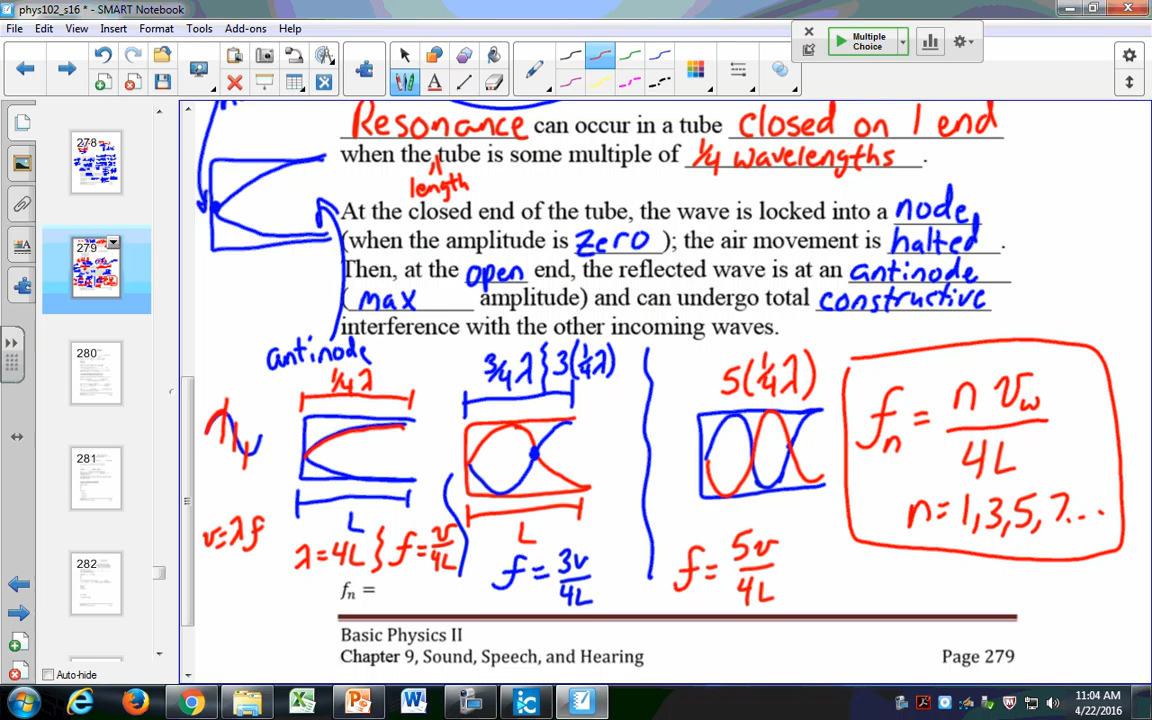 phys102_s16 * - SMART Notebook
File Edit View Insert Format Tools Add-ons Help
Multiple
Choice
278
279
280
281
282
Auto-hide
Resonance can occur in a tube closed on 1 end
when the tube is some multiple of 1/4 wavelengths.
length
At the closed end of the tube, the wave is locked into a node,
(when the amplitude is zero); the air movement is halted.
Then, at the open end, the reflected wave is at an antinode
(max amplitude) and can undergo total constructive
interference with the other incoming waves.
antinode
1/4 λ
3/4 λ } 3(1/4 λ)
5(1/4 λ)
f_n = n v_w / 4L
n = 1, 3, 5, 7...
L
L
v = λf
λ = 4L } f = v/4L
f = 3v/4L
f = 5v/4L
f_n =
Basic Physics II
Chapter 9, Sound, Speech, and Hearing Page 279
11:04 AM
4/22/2016